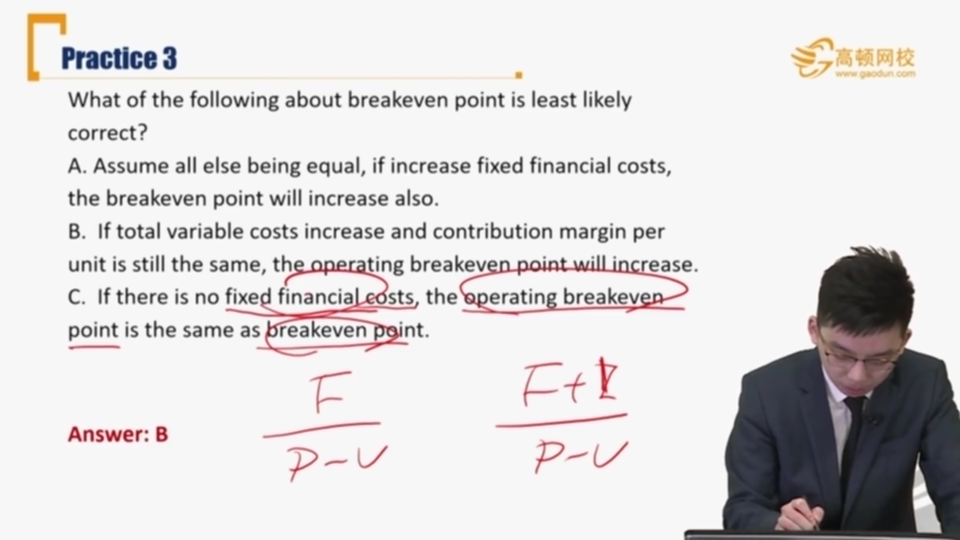 Practice 3
高顿网校
www.gaodun.com
What of the following about breakeven point is least likely
correct?
A. Assume all else being equal, if increase fixed financial costs,
the breakeven point will increase also.
B. If total variable costs increase and contribution margin per
unit is still the same, the operating breakeven point will increase.
C. If there is no fixed financial costs, the operating breakeven
point is the same as breakeven point.
F
P-V
F+I
P-V
Answer: B